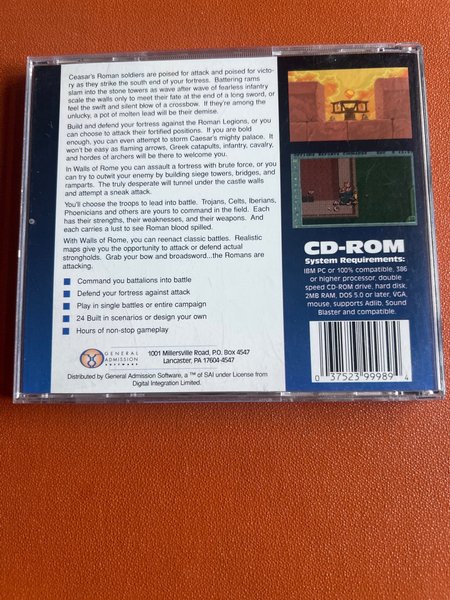 Ceasar's Roman soldiers are poised for attack and poised for victo-
ry as they strike the south end of your fortress. Battering rams
slam into the stone towers as wave after wave of fearless infantry
scale the walls only to meet their fate at the end of a long sword, or
feel the swift and silent blow of a crossbow. If they're among the
unlucky, a pot of molten lead will be their demise.
Build and defend your fortress against the Roman Legions, or you
can choose to attack their fortified positions. If you are bold
enough, you can even attempt to storm Caesar's mighty palace. It
won't be easy as flaming arrows, Greek catapults, infantry, cavalry,
and hordes of archers will be there to welcome you.
In Walls of Rome you can assault a fortress with brute force, or you
can try to outwit your enemy by building siege towers, bridges, and
ramparts. The truly desperate will tunnel under the castle walls
and attempt a sneak attack.
You'll choose the troops to lead into battle. Trojans, Celts, Iberians,
Phoenicians and others are yours to command in the field. Each
has their strengths, their weaknesses, and their weapons. And
each carries a lust to see Roman blood spilled.
With Walls of Rome, you can reenact classic battles. Realistic
maps give you the opportunity to attack or defend actual
strongholds. Grab your bow and broadsword...the Romans are
attacking.
Command you battalions into battle
Defend your fortress against attack
Play in single battles or entire campaign
24 Built in scenarios or design your own
Hours of non-stop gameplay
GENERAL
ADMISSION
SOFTWARE
1001 Millersville Road, P.O. Box 4547
Lancaster, PA 17604-4547
Distributed by General Admission Software, a ™ of SAI under License from
Digital Integration Limited.
CD-ROM
System Requirements:
IBM PC or 100% compatible, 386
or higher processor, double
speed CD-ROM drive, hard disk,
2MB RAM, DOS 5.0 or later, VGA,
mouse, supports Adlib, Sound
Blaster and compatible.
0 37523 99989 4